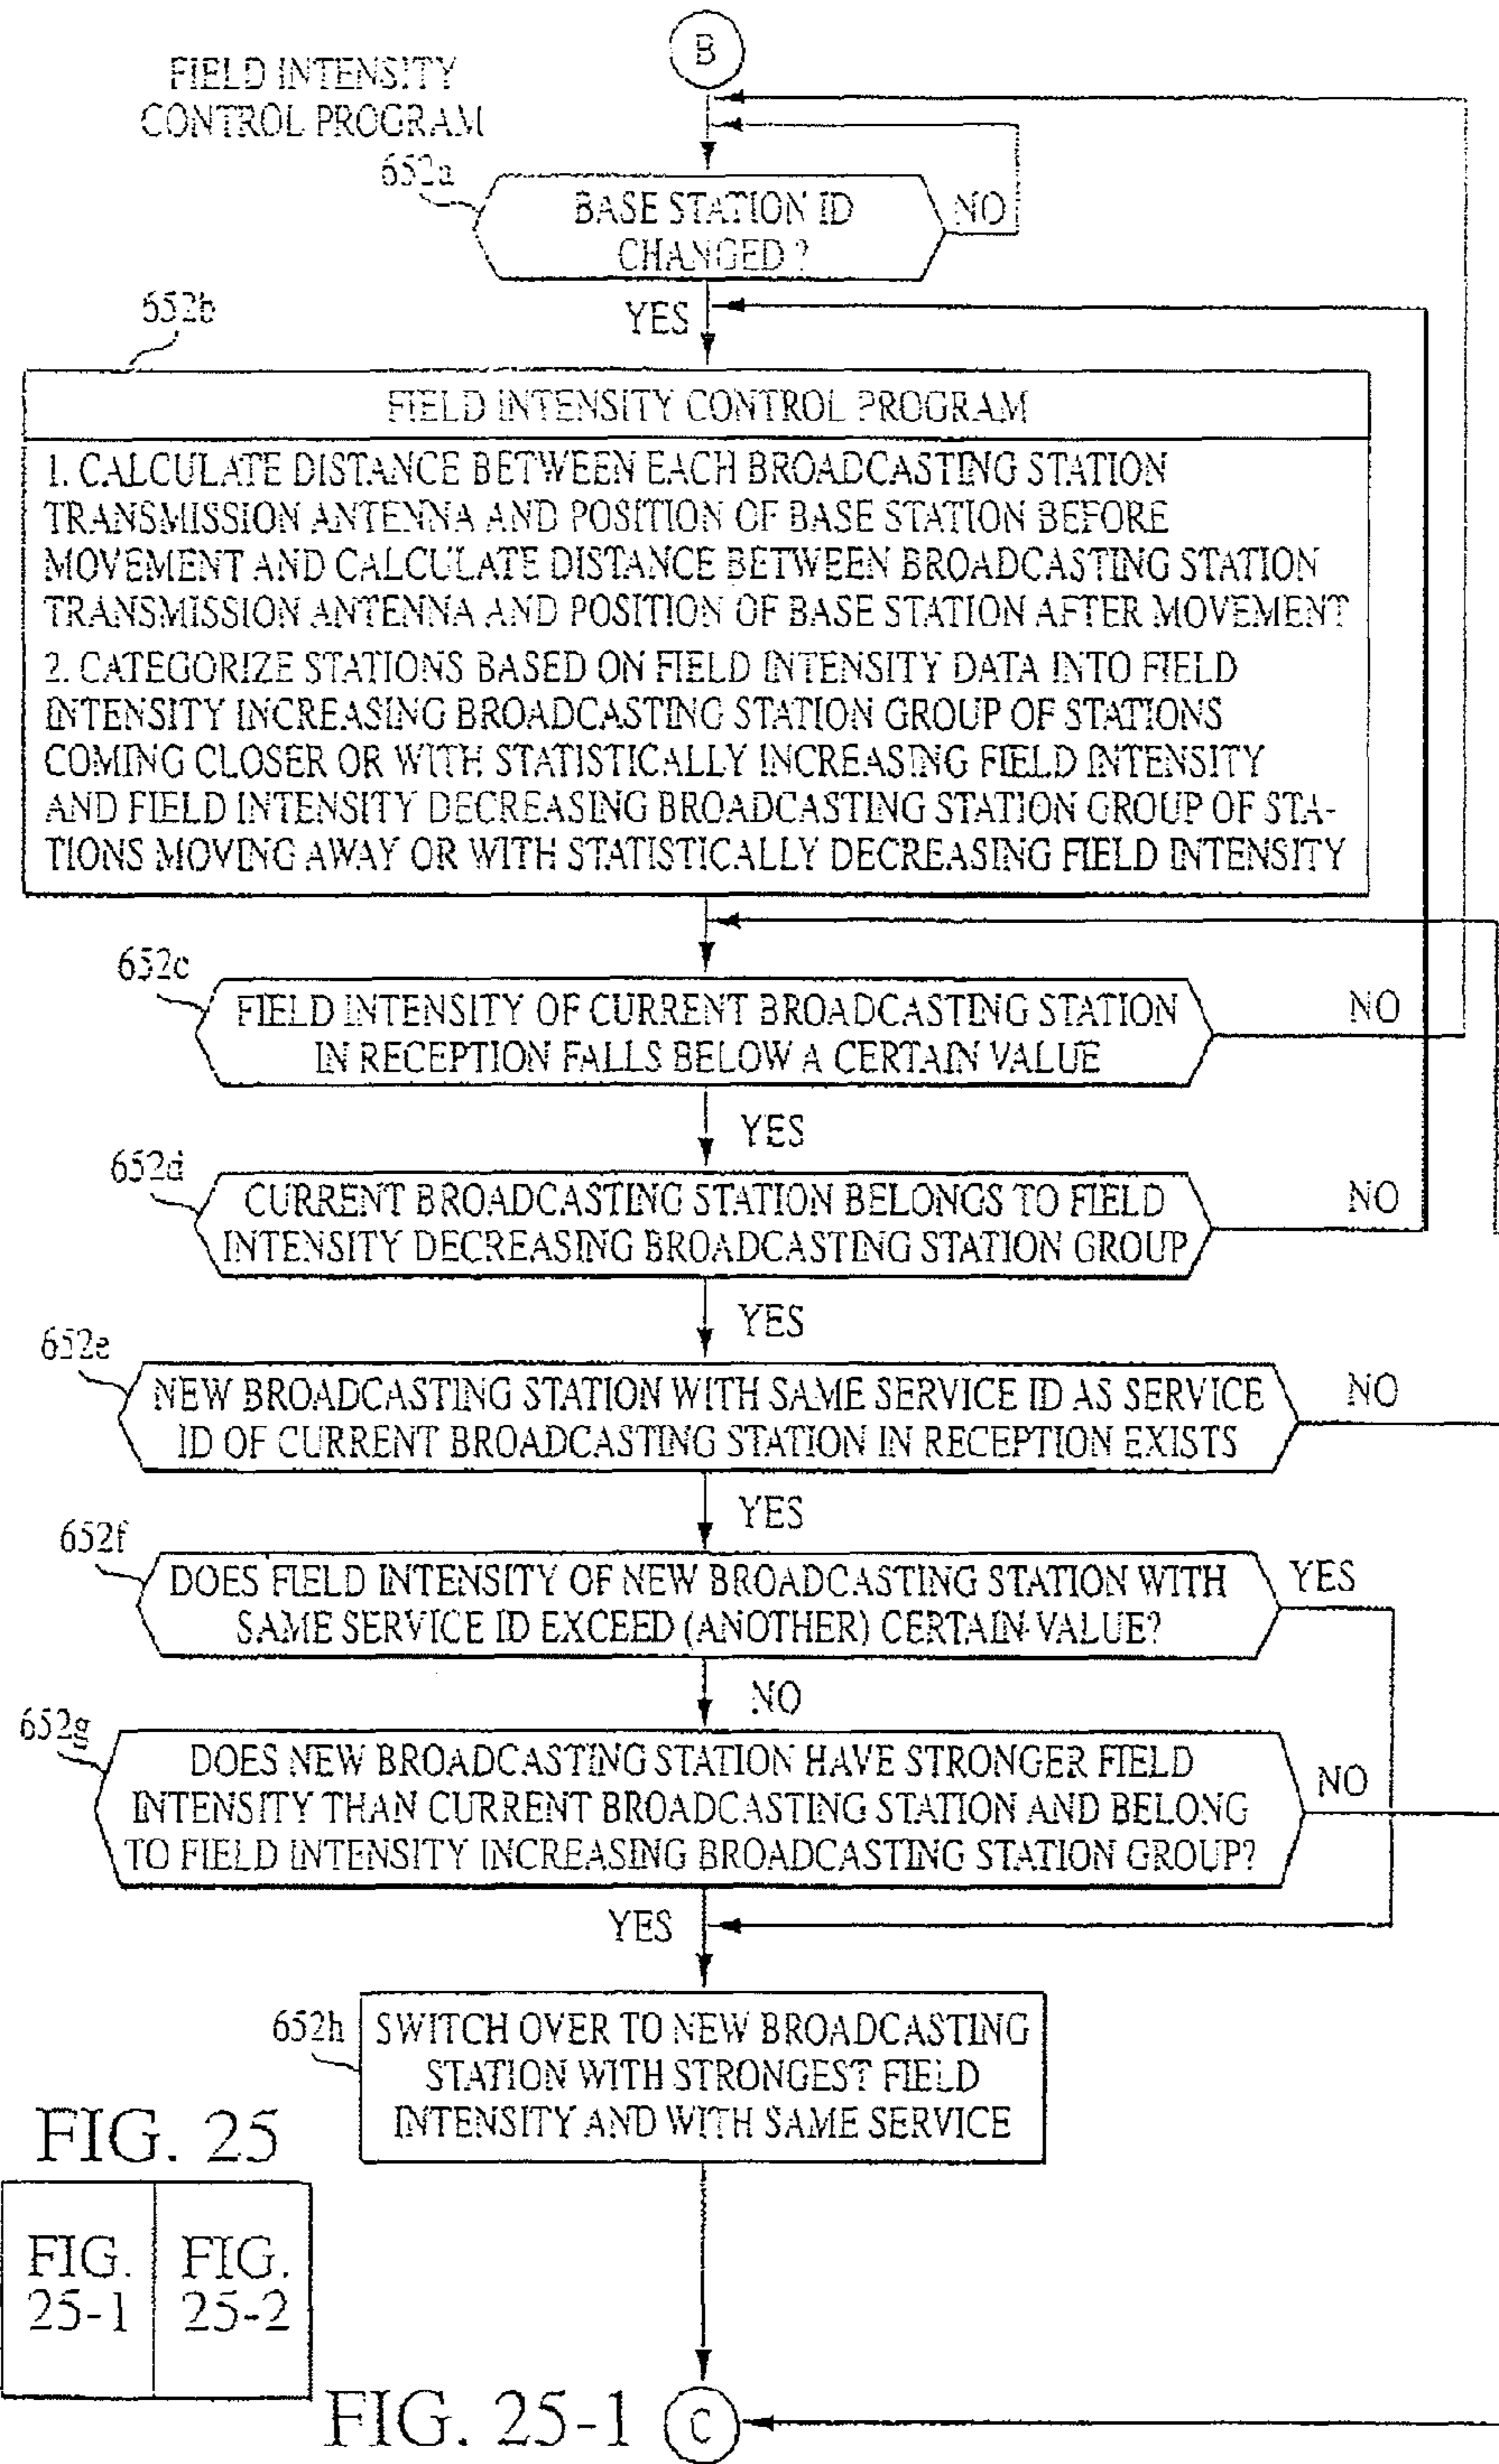 B
FIELD INTENSITY
CONTROL PROGRAM
652a
BASE STATION ID
CHANGED?
NO
YES
652b
FIELD INTENSITY CONTROL PROGRAM
1. CALCULATE DISTANCE BETWEEN EACH BROADCASTING STATION
TRANSMISSION ANTENNA AND POSITION OF BASE STATION BEFORE
MOVEMENT AND CALCULATE DISTANCE BETWEEN BROADCASTING STATION
TRANSMISSION ANTENNA AND POSITION OF BASE STATION AFTER MOVEMENT
2. CATEGORIZE STATIONS BASED ON FIELD INTENSITY DATA INTO FIELD
INTENSITY INCREASING BROADCASTING STATION GROUP OF STATIONS
COMING CLOSER OR WITH STATISTICALLY INCREASING FIELD INTENSITY
AND FIELD INTENSITY DECREASING BROADCASTING STATION GROUP OF STA-
TIONS MOVING AWAY OR WITH STATISTICALLY DECREASING FIELD INTENSITY
652c
FIELD INTENSITY OF CURRENT BROADCASTING STATION
IN RECEPTION FALLS BELOW A CERTAIN VALUE
NO
YES
652d
CURRENT BROADCASTING STATION BELONGS TO FIELD
INTENSITY DECREASING BROADCASTING STATION GROUP
NO
YES
652e
NEW BROADCASTING STATION WITH SAME SERVICE ID AS SERVICE
ID OF CURRENT BROADCASTING STATION IN RECEPTION EXISTS
NO
YES
652f
DOES FIELD INTENSITY OF NEW BROADCASTING STATION WITH
SAME SERVICE ID EXCEED (ANOTHER) CERTAIN VALUE?
YES
NO
652g
DOES NEW BROADCASTING STATION HAVE STRONGER FIELD
INTENSITY THAN CURRENT BROADCASTING STATION AND BELONG
TO FIELD INTENSITY INCREASING BROADCASTING STATION GROUP?
NO
YES
652h
SWITCH OVER TO NEW BROADCASTING
STATION WITH STRONGEST FIELD
INTENSITY AND WITH SAME SERVICE
FIG. 25
FIG.
25-1
FIG.
25-2
FIG. 25-1
C